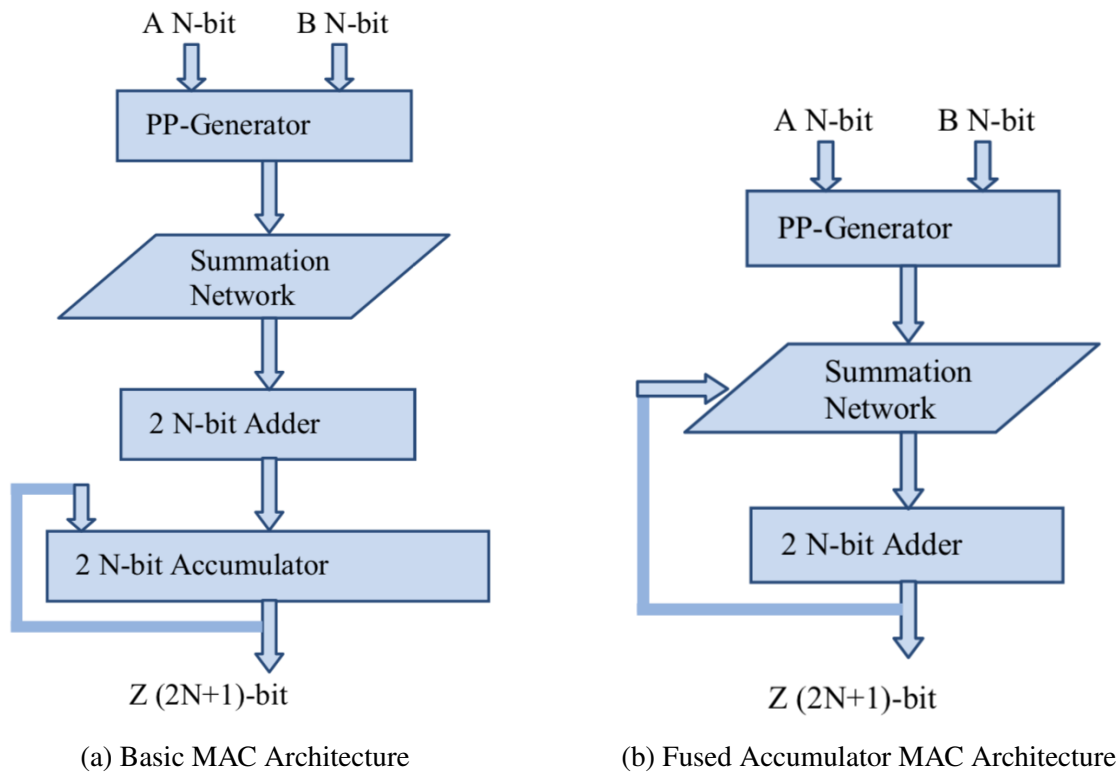 A N-bit B N-bit
PP-Generator
Summation
Network
2 N-bit Adder
2 N-bit Accumulator
Z (2N+1)-bit
(a) Basic MAC Architecture
A N-bit B N-bit
PP-Generator
Summation
Network
2 N-bit Adder
Z (2N+1)-bit
(b) Fused Accumulator MAC Architecture